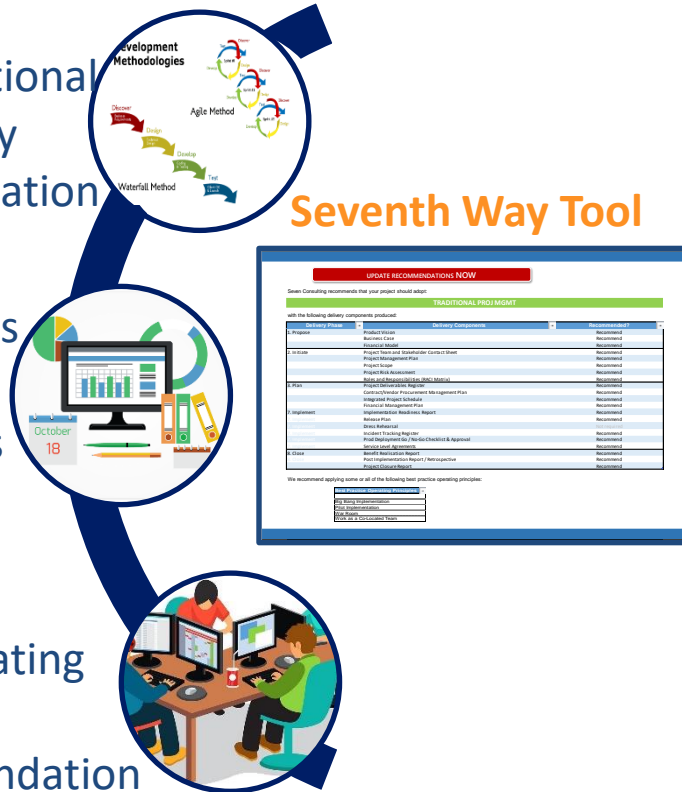 tional
y
ation
s
s
ating
ndation
evelopment
Methodologies
Agile Method
Discover
Design
Develop
Test
Waterfall Method
October
18
Seventh Way Tool
UPDATE RECOMMENDATIONS NOW
Seven Consulting recommends that your project should adopt:
TRADITIONAL PROJ MGMT
with the following delivery components produced:
Delivery Phase Delivery Components Recommended?
1. Propose Product Vision Recommend
Business Case Recommend
Financial Model Recommend
2. Initiate Project Team and Stakeholder Contact Sheet Recommend
Project Management Plan Recommend
Project Scope Recommend
Project Risk Assessment Recommend
Roles and Responsibilities (RACI Matrix) Recommend
Project Deliverables Register Recommend
Contract/Vendor Procurement Management Plan Recommend
Integrated Project Schedule Recommend
Financial Management Plan Recommend
7. Implement Implementation Readiness Report Recommend
Release Plan Recommend
Dress Rehearsal
Incident Tracking Register Recommend
Prod Deployment Go / No-Go Checklist & Approval Recommend
Service Level Agreements Recommend
8. Close Benefit Realisation Report Recommend
Post Implementation Report / Retrospective Recommend
Project Closure Report Recommend
We recommend applying some or all of the following best practice operating principles:
Best Practice Operating Principles
Big Bang Implementation
Pilot Implementation
War Room
Work as a Co-Located Team